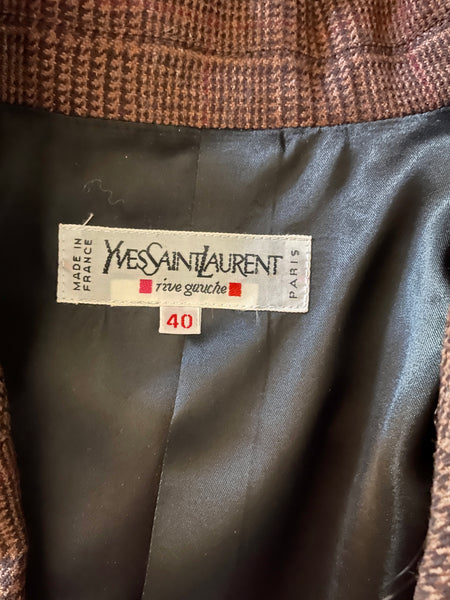 MADE IN
FRANCE
YVESSAINTLAURENT
rive gauche
PARIS
40